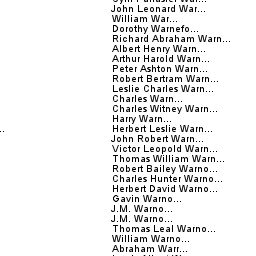 John Leonard War...
William War...
Dorothy Warnefo...
Richard Abraham Warn...
Albert Henry Warn...
Arthur Harold Warn...
Peter Ashton Warn...
Robert Bertram Warn...
Leslie Charles Warn...
Charles Warn...
Charles Witney Warn...
Harry Warn...
...
Herbert Leslie Warn...
John Robert Warn...
Victor Leopold Warn...
Thomas William Warn...
Robert Bailey Warno...
Charles Hunter Warno...
Herbert David Warno...
Gavin Warno...
J.M. Warno...
J.M. Warno...
Thomas Leal Warno...
William Warno...
Abraham Warr...